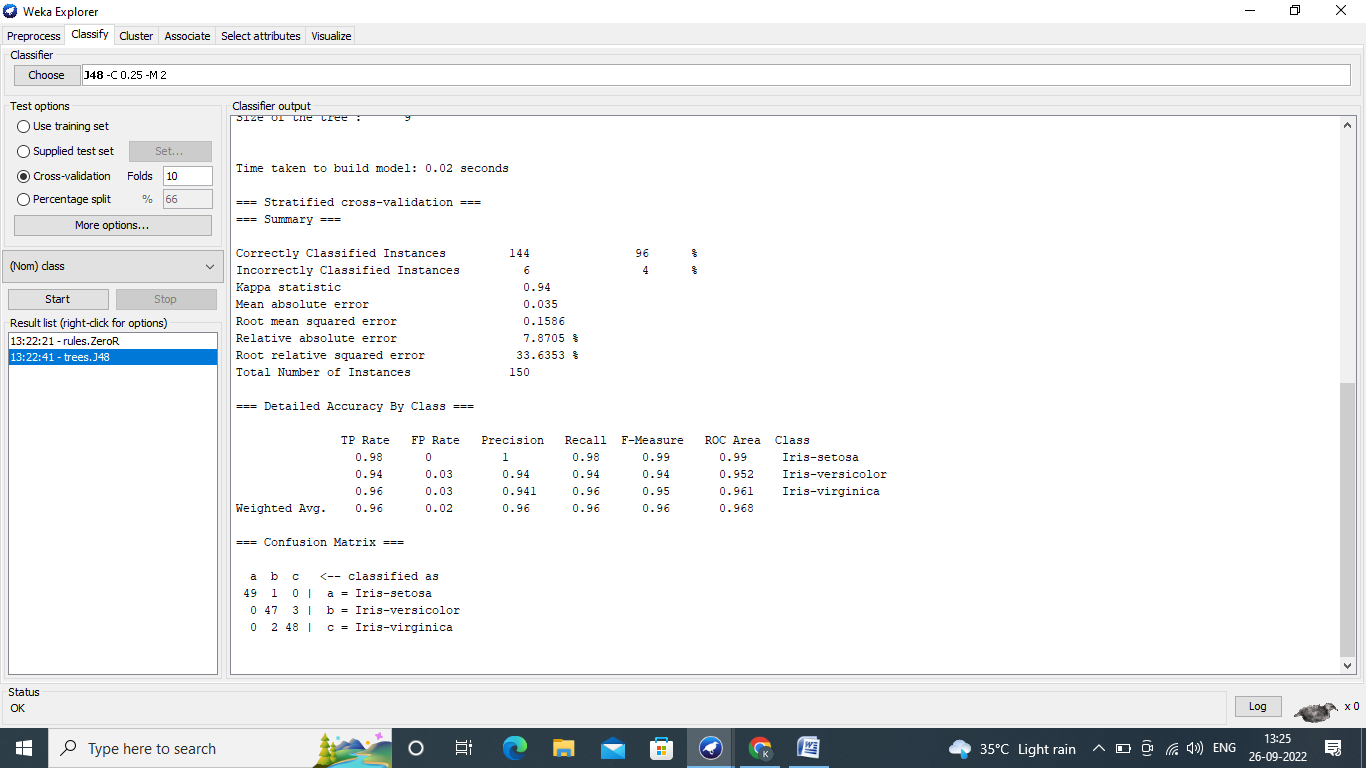 Weka Explorer
Preprocess Classify Cluster Associate Select attributes Visualize
Classifier
Choose J48 -C 0.25 -M 2
Test options
Use training set
Supplied test set Set...
Cross-validation Folds 10
Percentage split % 66
More options...
(Nom) class
Start Stop
Result list (right-click for options)
13:22:21 - rules.ZeroR
13:22:41 - trees.J48
Classifier output
Size of the tree : 9
Time taken to build model: 0.02 seconds
=== Stratified cross-validation ===
=== Summary ===
Correctly Classified Instances 144 96 %
Incorrectly Classified Instances 6 4 %
Kappa statistic 0.94
Mean absolute error 0.035
Root mean squared error 0.1586
Relative absolute error 7.8705 %
Root relative squared error 33.6353 %
Total Number of Instances 150
=== Detailed Accuracy By Class ===
TP Rate FP Rate Precision Recall F-Measure ROC Area Class
0.98 0 1 0.98 0.99 0.99 Iris-setosa
0.94 0.03 0.94 0.94 0.94 0.952 Iris-versicolor
0.96 0.03 0.941 0.96 0.95 0.961 Iris-virginica
Weighted Avg. 0.96 0.02 0.96 0.96 0.96 0.968
=== Confusion Matrix ===
a b c <-- classified as
49 1 0 | a = Iris-setosa
0 47 3 | b = Iris-versicolor
0 2 48 | c = Iris-virginica
Status
OK
Log x 0
Type here to search
K
W
35°C Light rain
ENG
13:25
26-09-2022